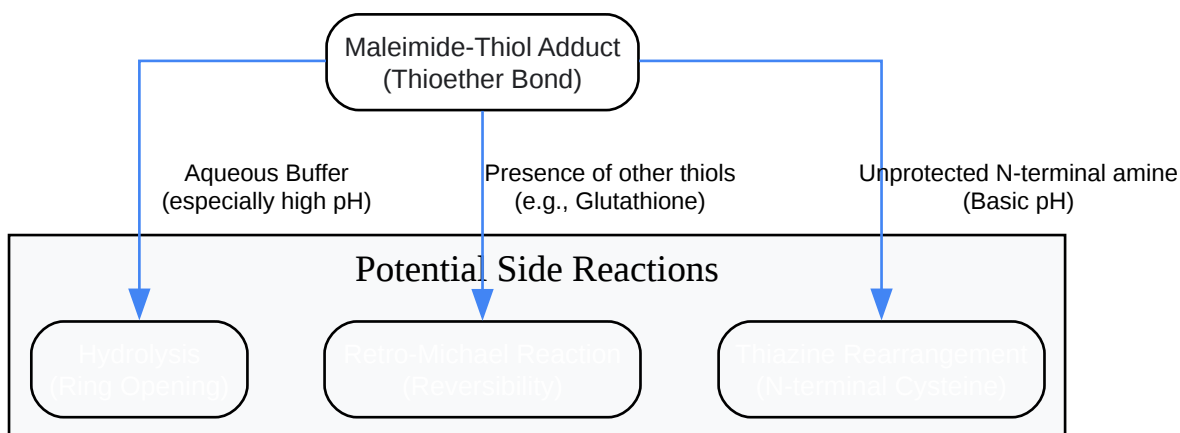 Maleimide-Thiol Adduct
(Thioether Bond)
Aqueous Buffer
(especially high pH)
Presence of other thiols
(e.g., Glutathione)
Unprotected N-terminal amine
(Basic pH)
Potential Side Reactions
Hydrolysis
(Ring Opening)
Retro-Michael Reaction
(Reversibility)
Thiazine Rearrangement
(N-terminal Cysteine)